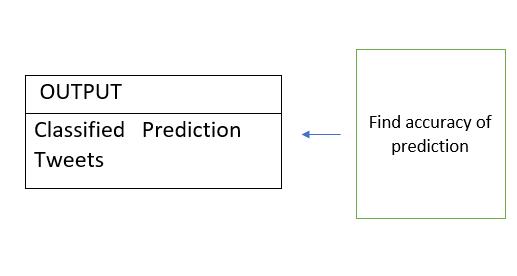 OUTPUT
Classified Prediction
Tweets
Find accuracy of
prediction